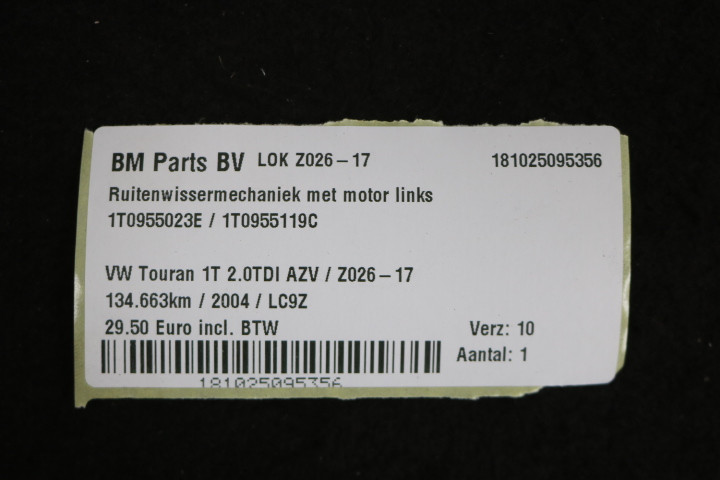 BM Parts BV LOK Z026-17 181025095356
Ruitenwissermechaniek met motor links
1T0955023E / 1T0955119C
VW Touran 1T 2.0TDI AZV / Z026-17
134.663km / 2004 / LC9Z
29.50 Euro incl. BTW Verz: 10
Aantal: 1
181025095356